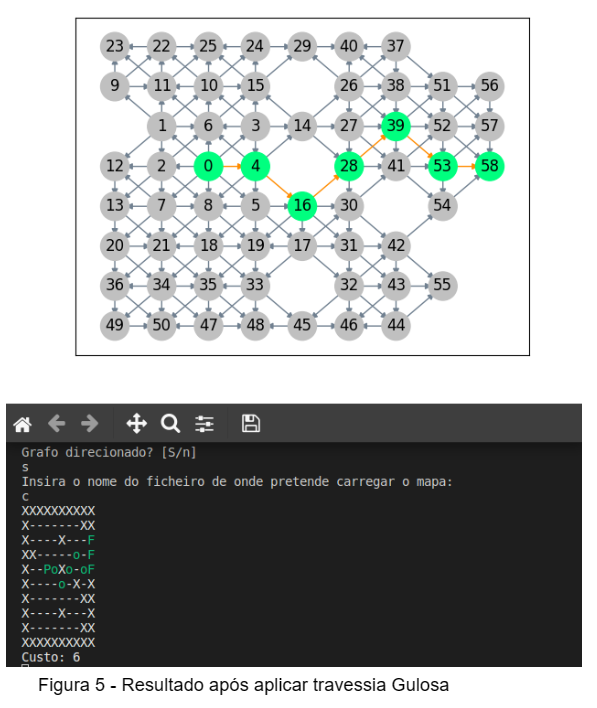 23 22 25 24 29 40 37
9 11 10 15 26 38 51 56
1 6 3 14 27 39 52 57
12 2 0 4 28 41 53 58
13 7 8 5 16 30 54
20 21 18 19 17 31 42
36 34 35 33 32 43 55
49 50 47 48 45 46 44
Grafo direcionado? [S/n]
s
Insira o nome do ficheiro de onde pretende carregar o mapa:
c
XXXXXXXXXX
X-------XX
X----X---F
XX-----o-F
X--PoXo-oF
X----o-X-X
X-------XX
X----X---X
X-------XX
XXXXXXXXXX
Custo: 6
Figura 5 - Resultado após aplicar travessia Gulosa